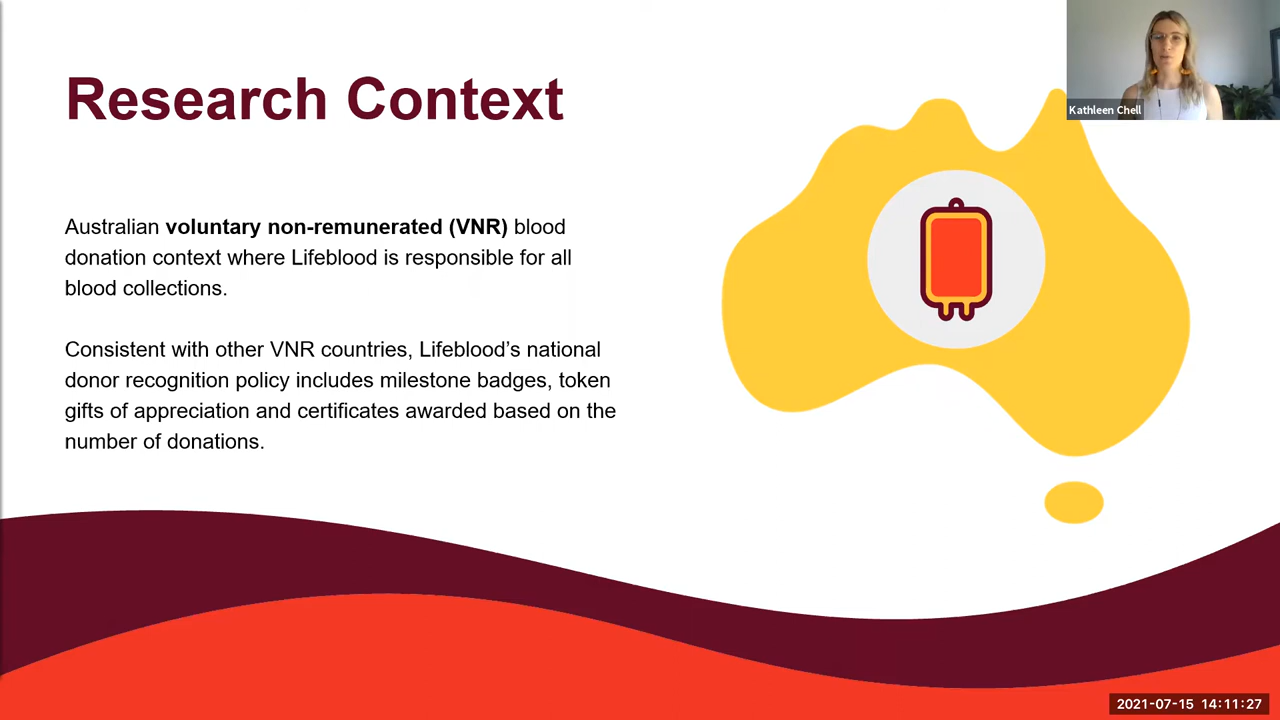 Research Context
Kathleen Chell
Australian voluntary non-remunerated (VNR) blood
donation context where Lifeblood is responsible for all
blood collections.
Consistent with other VNR countries, Lifeblood’s national
donor recognition policy includes milestone badges, token
gifts of appreciation and certificates awarded based on the
number of donations.
2021-07-15 14:11:27